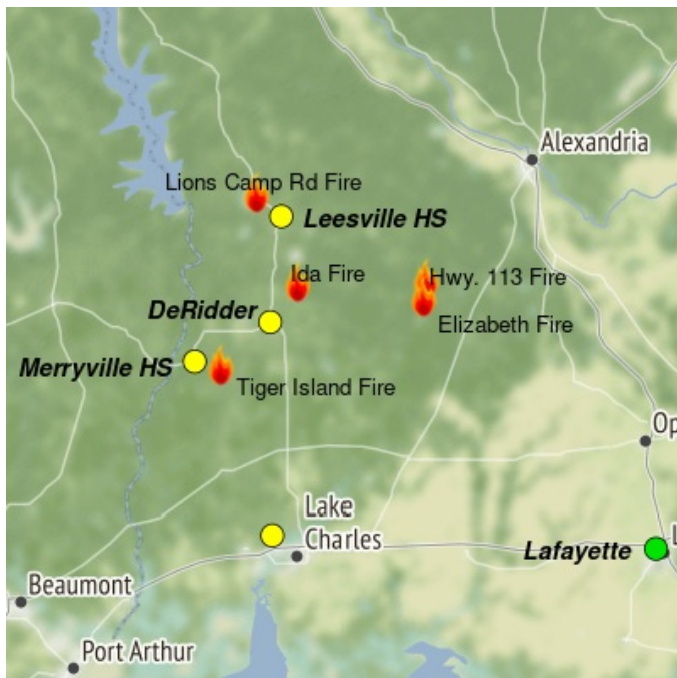 Alexandria
Lions Camp Rd Fire
Leesville HS
Ida Fire
Hwy. 113 Fire
DeRidder
Elizabeth Fire
Merryville HS
Tiger Island Fire
Lake
Charles
Lafayette
Beaumont
Port Arthur